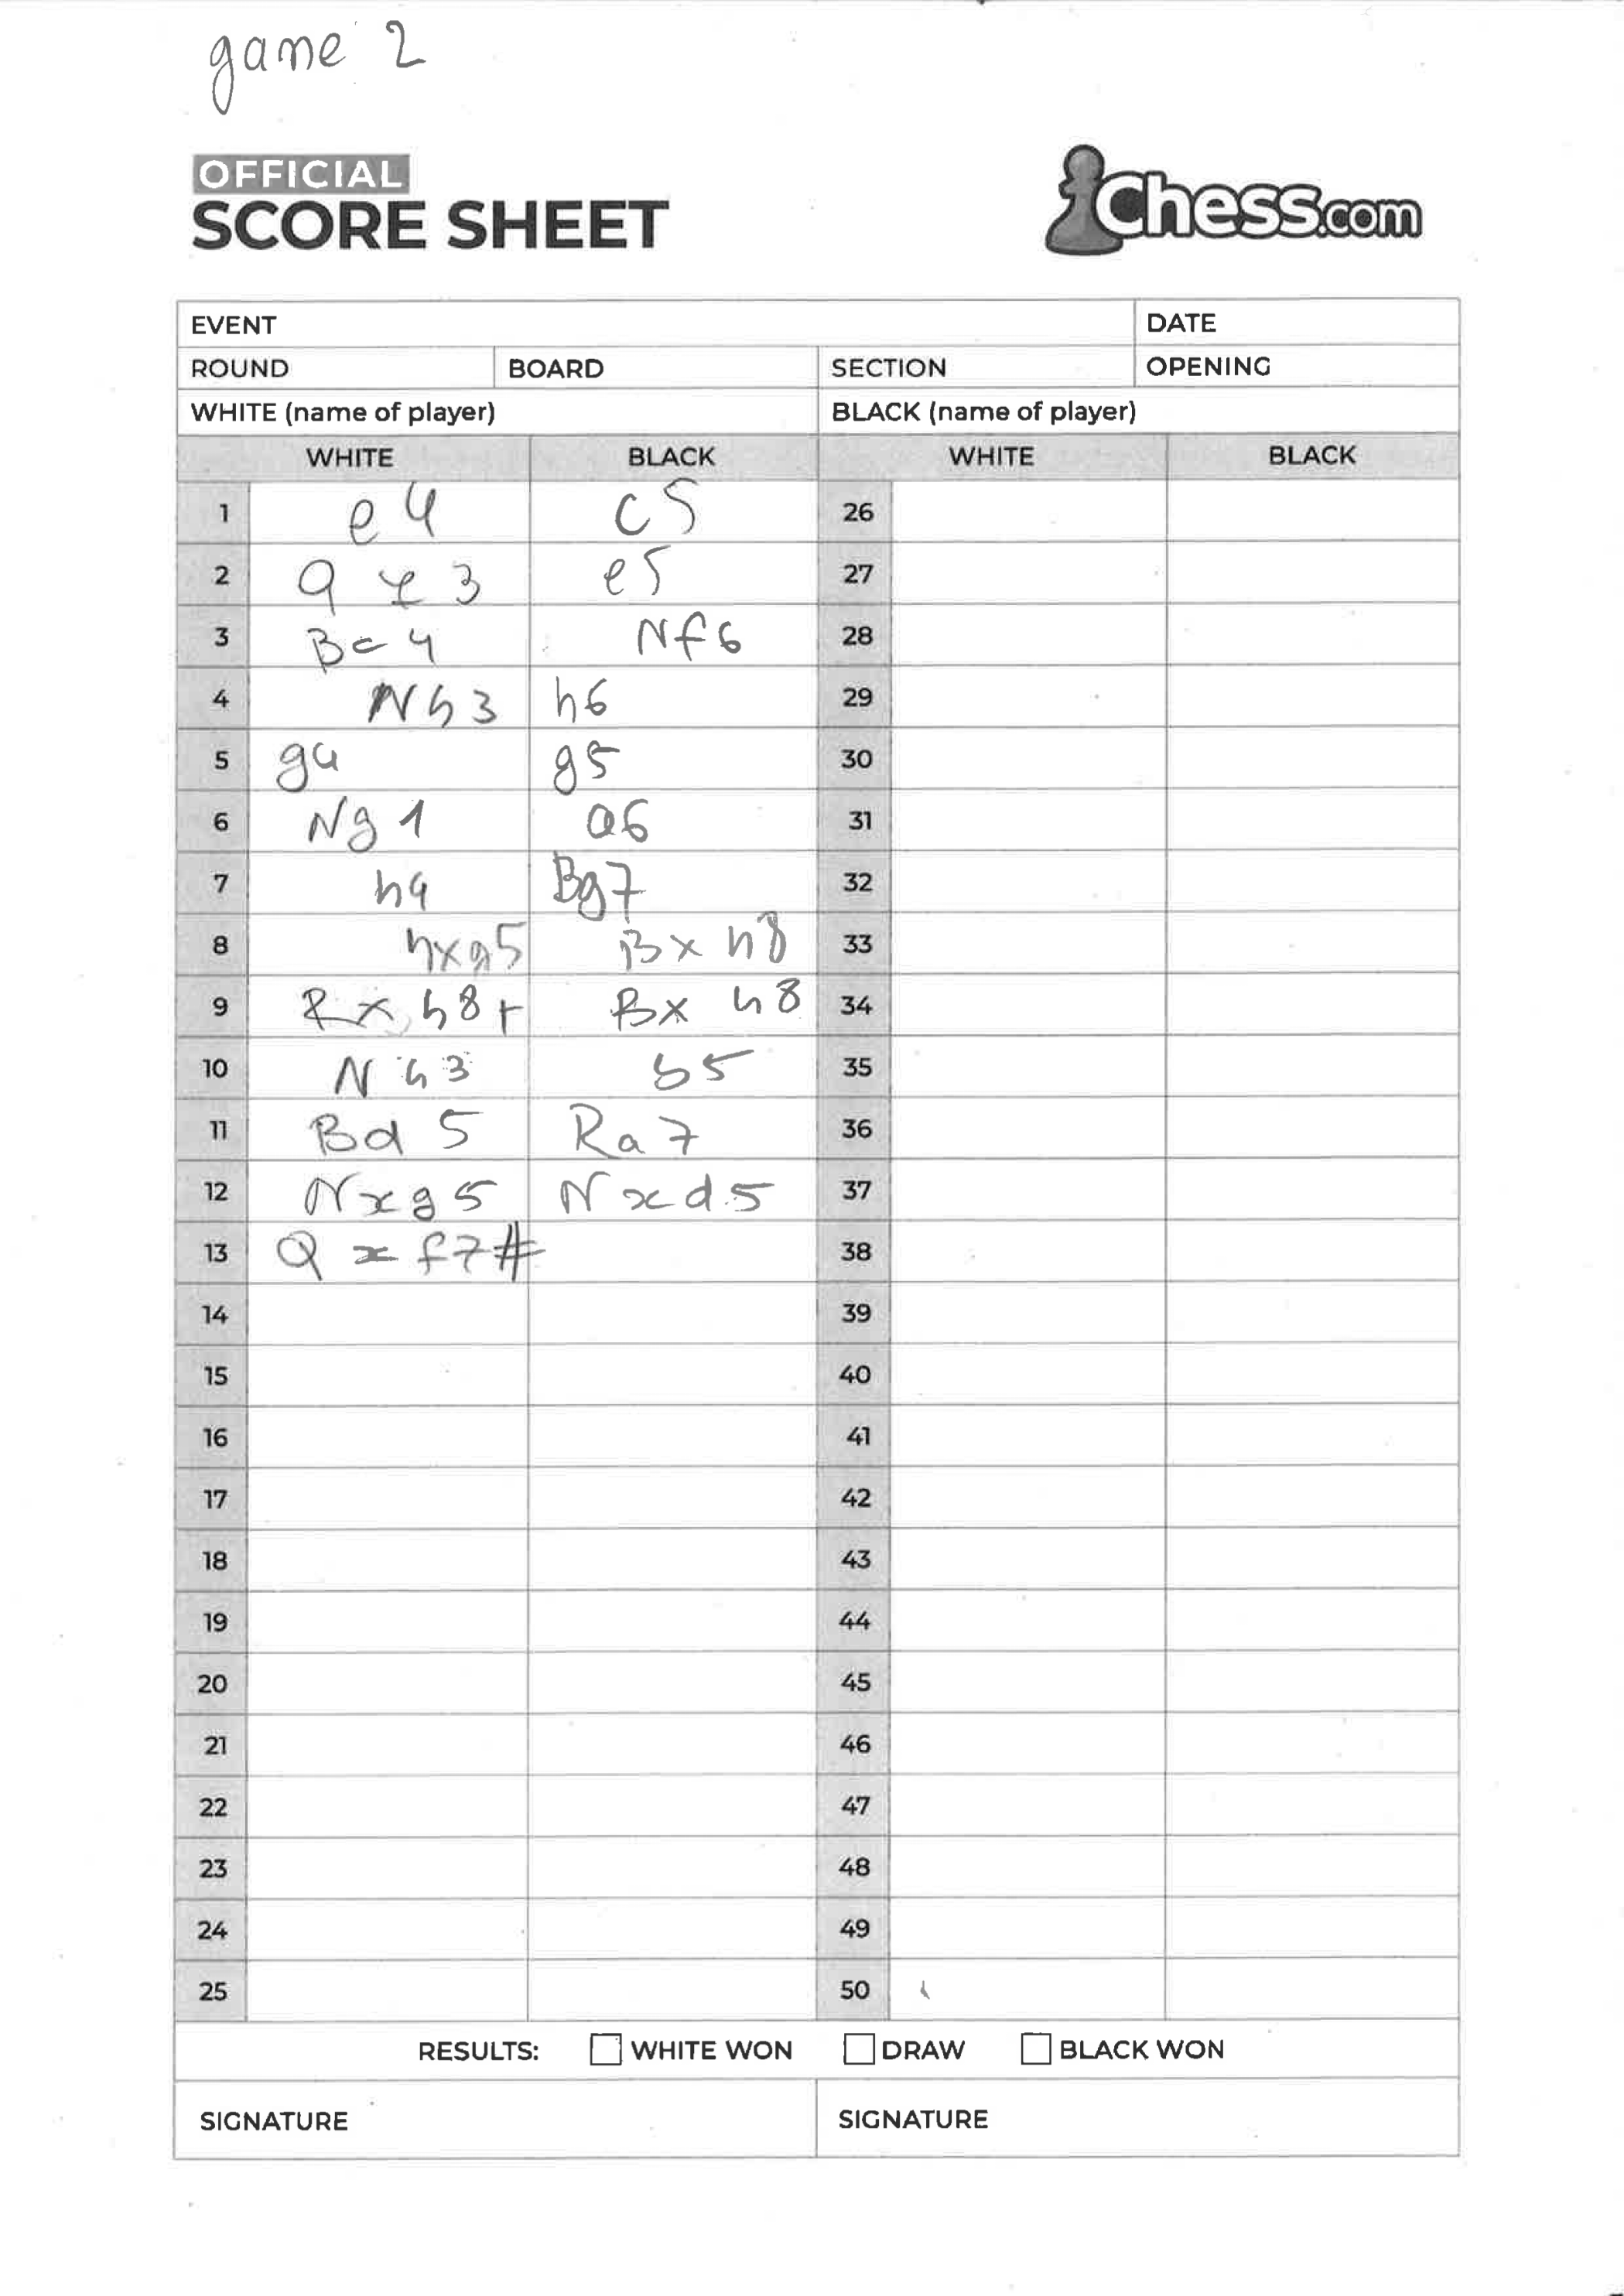 game 2
OFFICIAL
SCORE SHEET
Chess.com
EVENT DATE
ROUND BOARD SECTION OPENING
WHITE (name of player) BLACK (name of player)
WHITE BLACK WHITE BLACK
1 e4 c5 26
2 Q f 3 e5 27
3 Bc4 Nf6 28
4 Nh3 h6 29
5 g4 g5 30
6 Ng1 a6 31
7 h4 Bg7 32
8 hxg5 Bxh8 33
9 Rxh8+ Bxh8 34
10 Nh3 b5 35
11 Bd5 Ra7 36
12 Nxg5 Nxd5 37
13 Qxf7# 38
14 39
15 40
16 41
17 42
18 43
19 44
20 45
21 46
22 47
23 48
24 49
25 50
RESULTS: WHITE WON DRAW BLACK WON
SIGNATURE SIGNATURE